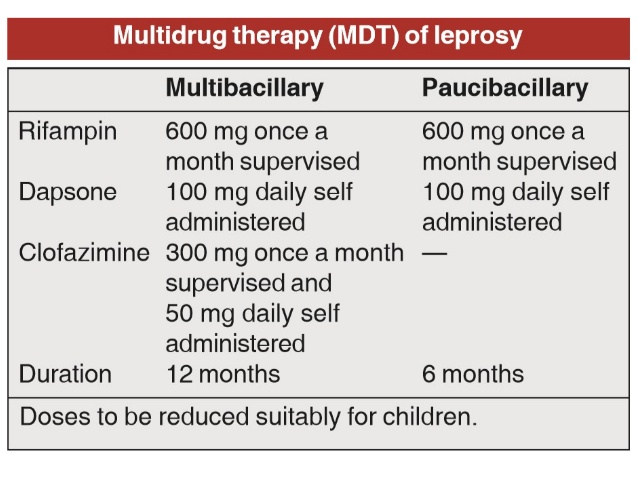 Multidrug therapy (MDT) of leprosy
Multibacillary Paucibacillary
Rifampin 600 mg once a 600 mg once a
month supervised month supervised
Dapsone 100 mg daily self 100 mg daily self
administered administered
Clofazimine 300 mg once a month —
supervised and
50 mg daily self
administered
Duration 12 months 6 months
Doses to be reduced suitably for children.